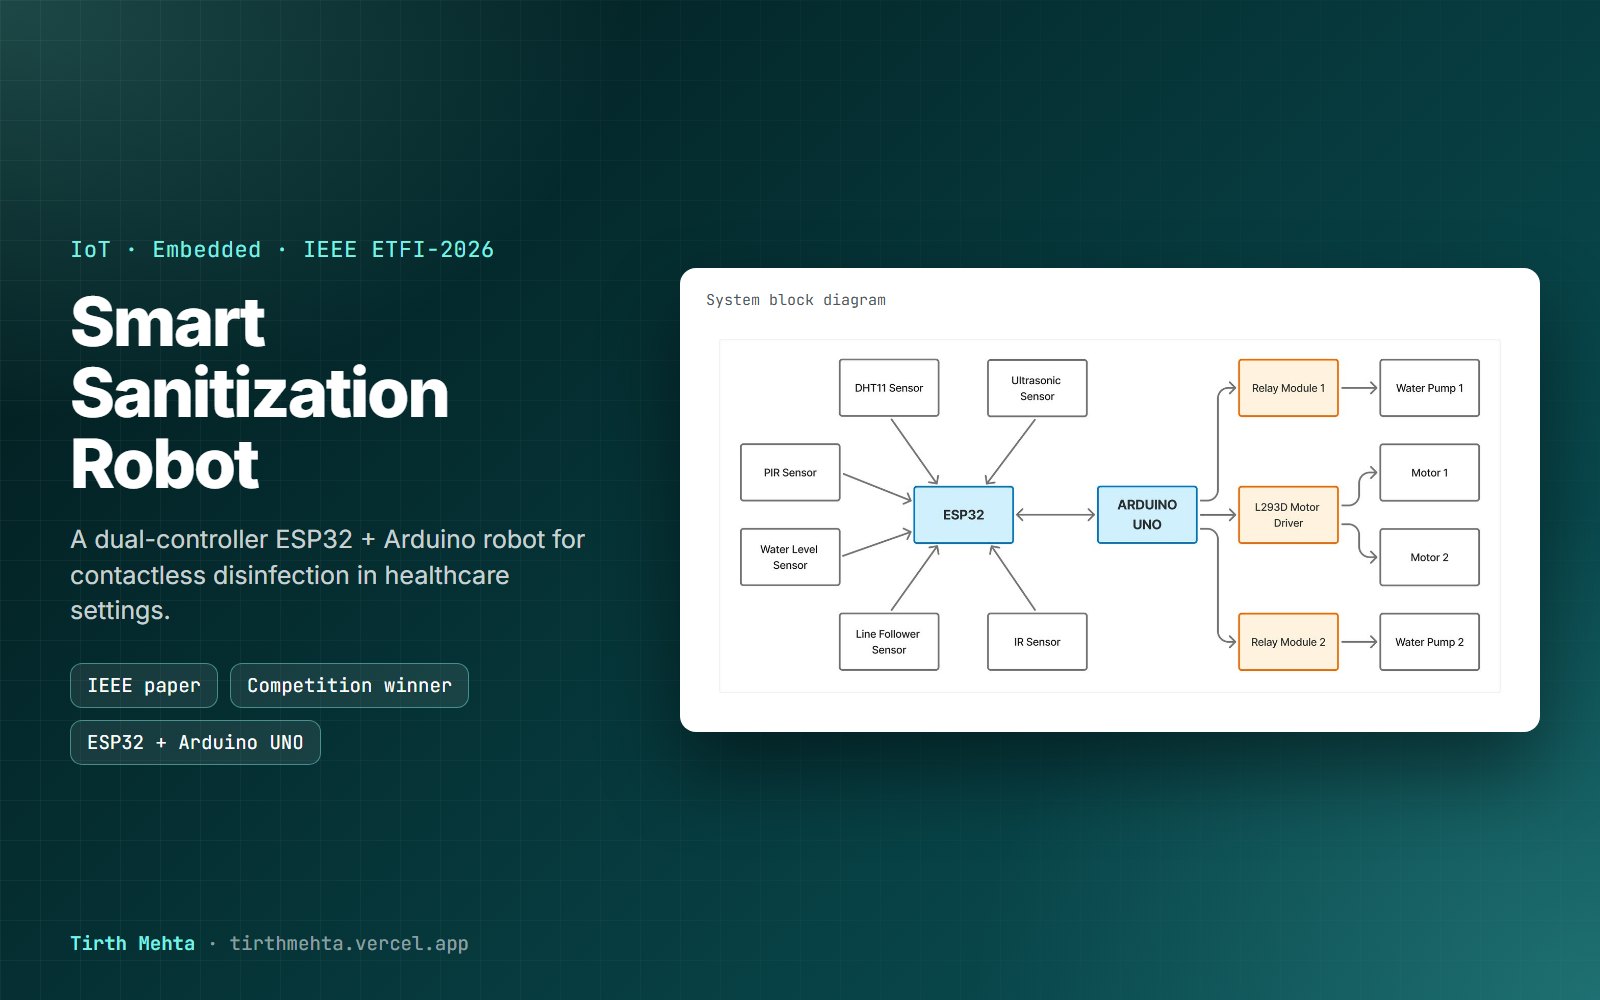 IoT · Embedded · IEEE ETFI-2026
Smart
Sanitization
Robot
A dual-controller ESP32 + Arduino robot for
contactless disinfection in healthcare
settings.
IEEE paper
Competition winner
ESP32 + Arduino UNO
Tirth Mehta · tirthmehta.vercel.app
System block diagram
DHT11 Sensor
Ultrasonic
Sensor
PIR Sensor
Water Level
Sensor
Line Follower
Sensor
IR Sensor
ESP32
ARDUINO
UNO
Relay Module 1
Water Pump 1
L293D Motor
Driver
Motor 1
Motor 2
Relay Module 2
Water Pump 2